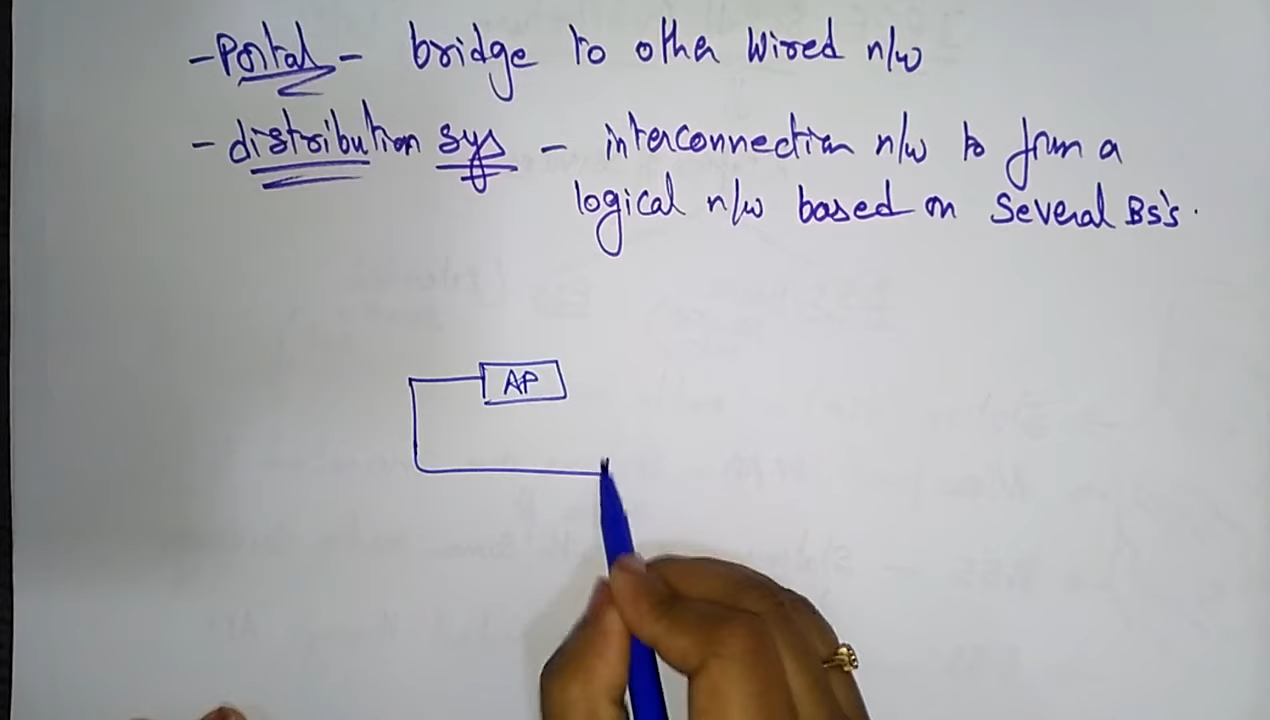 - Portal - bridge to other wired n/w
- distribution sys - interconnection n/w to form a
logical n/w based on several BS's.
AP